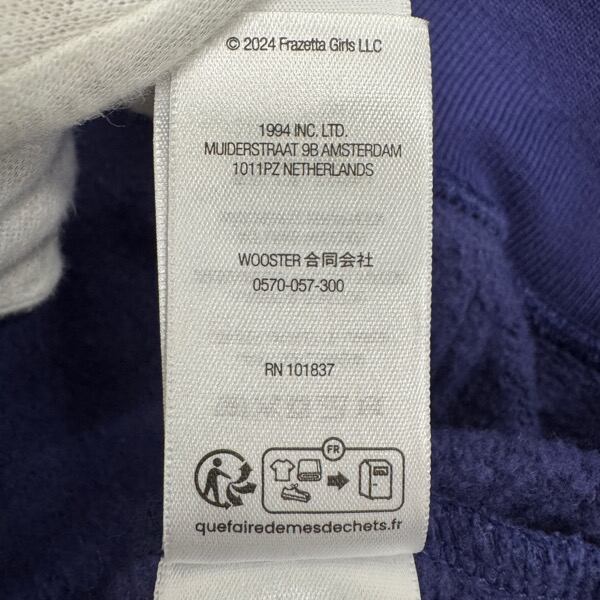 © 2024 Frazetta Girls LLC
1994 INC. LTD.
MUIDERSTRAAT 9B AMSTERDAM
1011PZ NETHERLANDS
WOOSTER 合同会社
0570-057-300
RN 101837
FR
quefairedemesdechets.fr